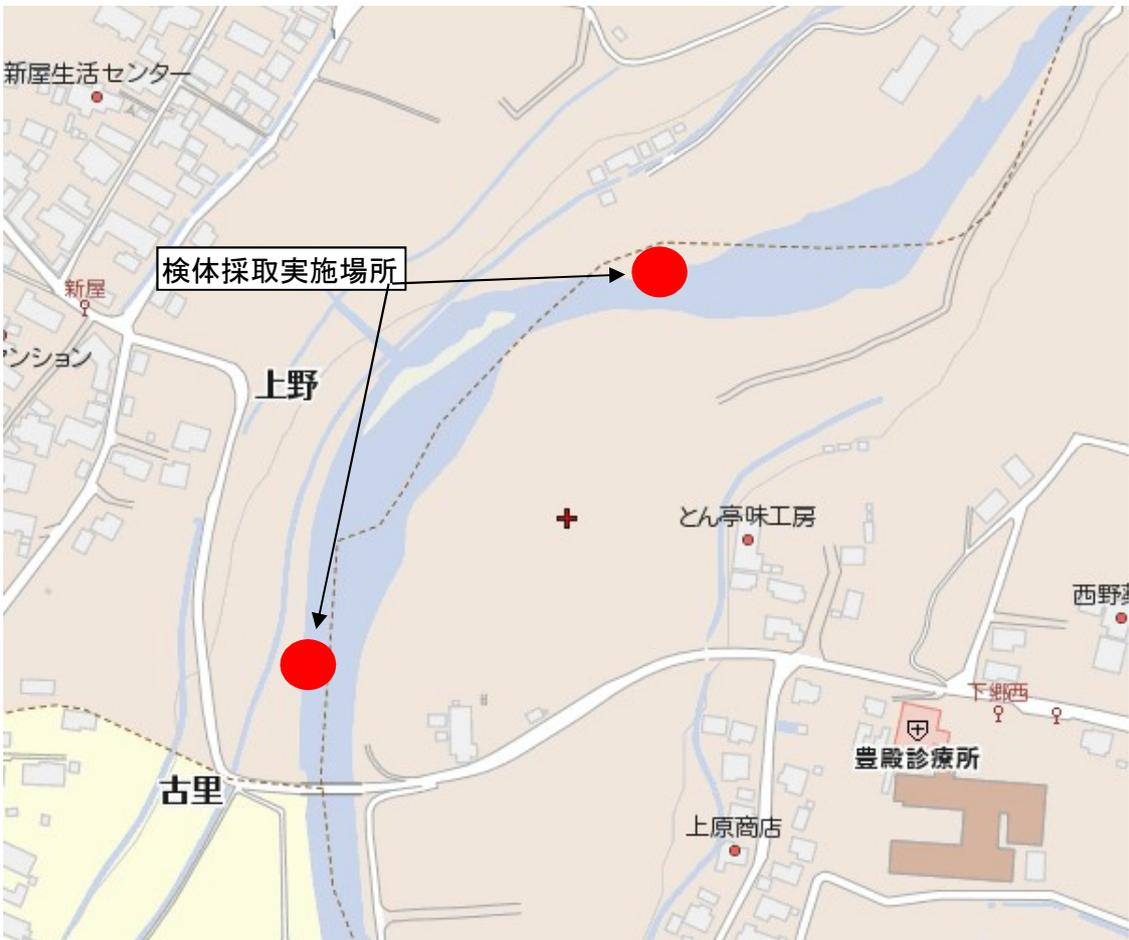 新屋生活センター
検体採取実施場所
新屋
ンション
上野
とん亭味工房
西野
下郷西
豊殿診療所
古里
上原商店